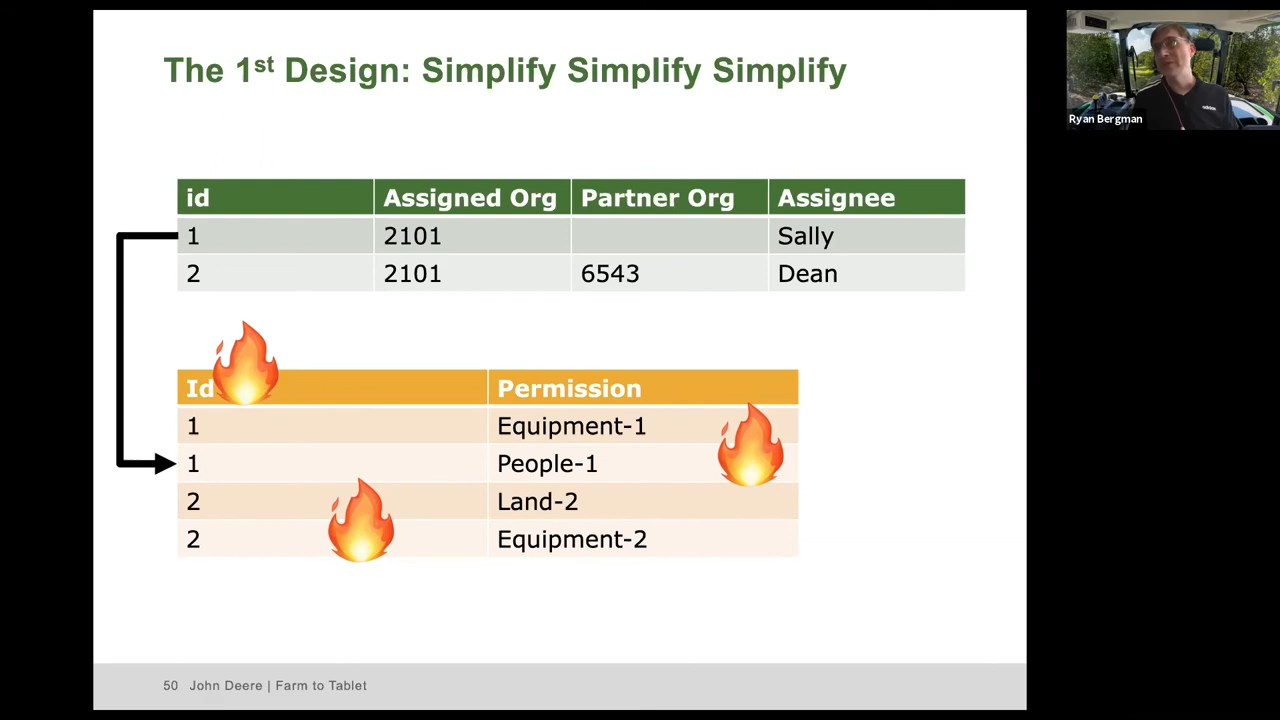 The 1st Design: Simplify Simplify Simplify
Ryan Bergman
id Assigned Org Partner Org Assignee
1 2101 Sally
2 2101 6543 Dean
Id Permission
1 Equipment-1
1 People-1
2 Land-2
2 Equipment-2
50 John Deere | Farm to Tablet